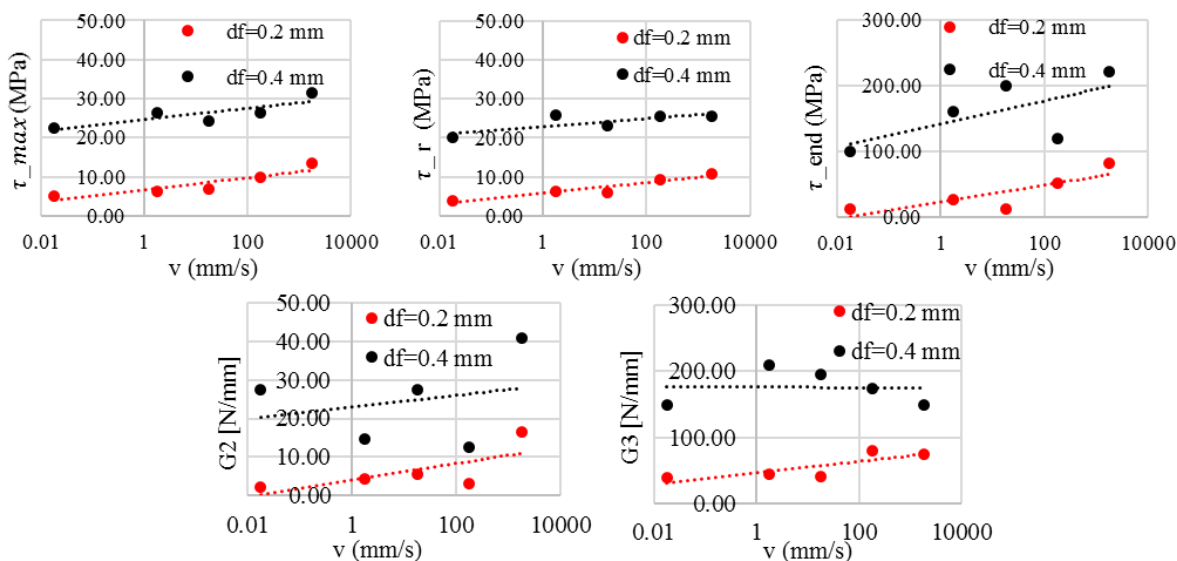 50.00
40.00
30.00
20.00
10.00
0.00
τ_max (MPa)
df=0.2 mm
df=0.4 mm
0.01
1
100
10000
v (mm/s)
50.00
40.00
30.00
20.00
10.00
0.00
τ_r (MPa)
df=0.2 mm
df=0.4 mm
0.01
1
100
10000
v (mm/s)
300.00
200.00
100.00
0.00
τ_end (MPa)
df=0.2 mm
df=0.4 mm
0.01
1
100
10000
v (mm/s)
50.00
40.00
30.00
20.00
10.00
0.00
G2 [N/mm]
df=0.2 mm
df=0.4 mm
0.01
1
100
10000
v (mm/s)
300.00
200.00
100.00
0.00
G3 [N/mm]
df=0.2 mm
df=0.4 mm
0.01
1
100
10000
v (mm/s)